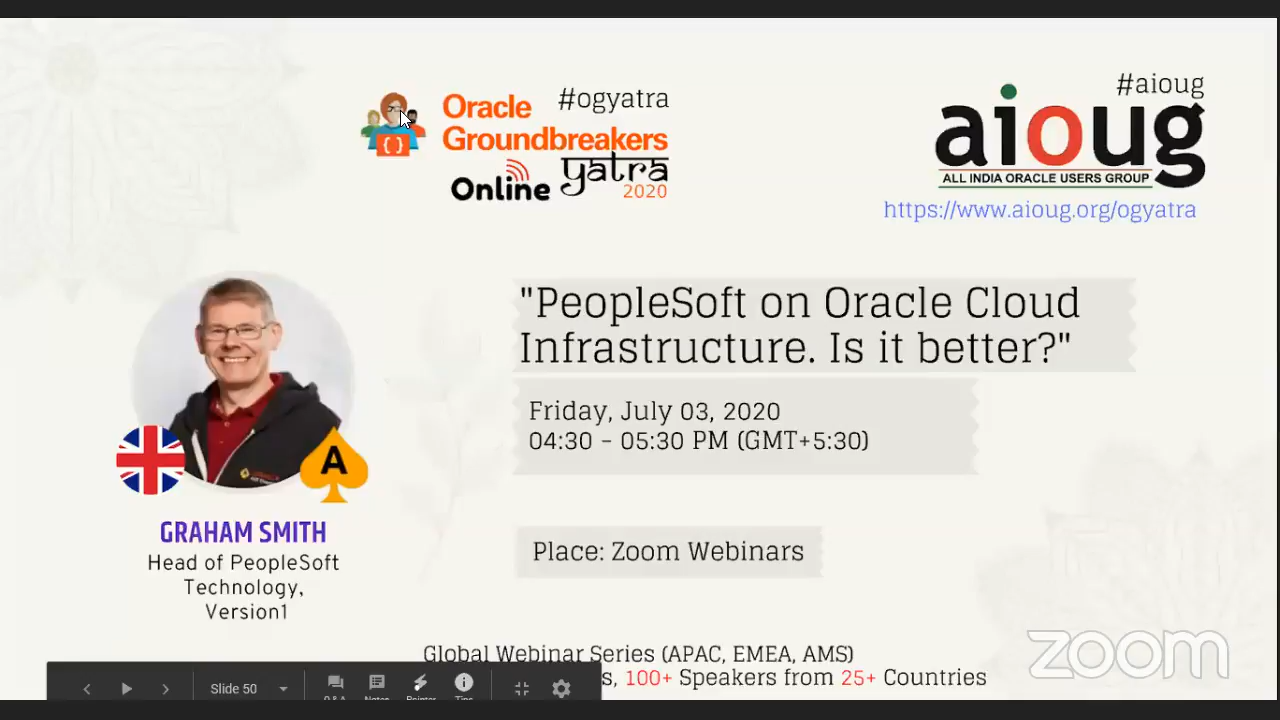 #ogyatra
Oracle
Groundbreakers
Online yatra
2020
#aioug
aioug
ALL INDIA ORACLE USERS GROUP
https://www.aioug.org/ogyatra
"PeopleSoft on Oracle Cloud
Infrastructure. Is it better?"
Friday, July 03, 2020
04:30 - 05:30 PM (GMT+5:30)
A
GRAHAM SMITH
Head of PeopleSoft
Technology,
Version1
Place: Zoom Webinars
Global Webinar Series (APAC, EMEA, AMS)
s, 100+ Speakers from 25+ Countries
zoom
Slide 50
Q & A Notes Pointer Tips